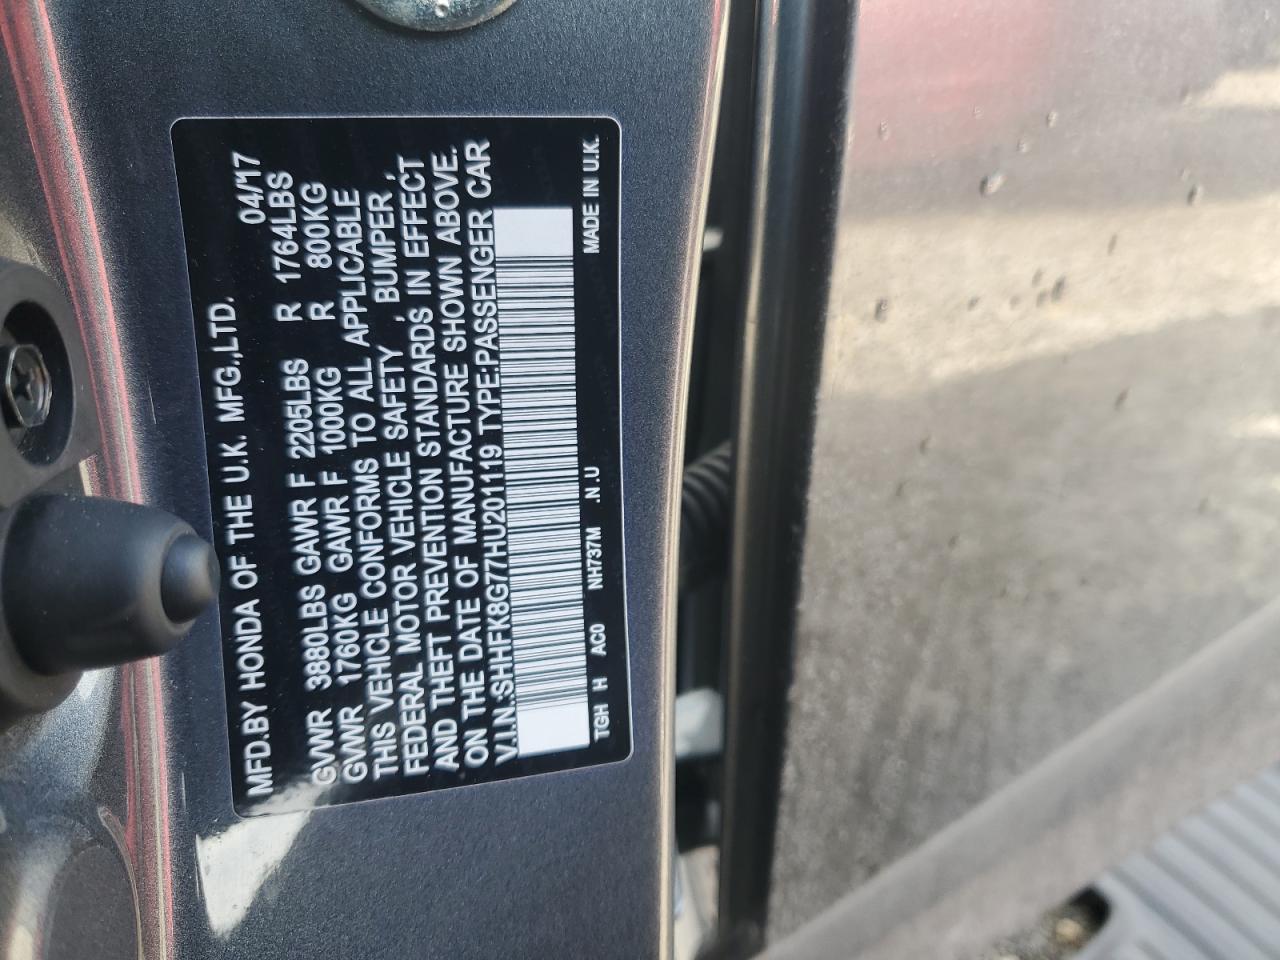 MFD.BY HONDA OF THE U.K. MFG.,LTD. 04/17
GVWR 3880LBS GAWR F 2205LBS R 1764LBS
GVWR 1760KG GAWR F 1000KG R 800KG
THIS VEHICLE CONFORMS TO ALL APPLICABLE
FEDERAL MOTOR VEHICLE SAFETY , BUMPER ,
AND THEFT PREVENTION STANDARDS IN EFFECT
ON THE DATE OF MANUFACTURE SHOWN ABOVE.
V.I.N.:SHHFK8G77HU201119 TYPE:PASSENGER CAR
TGH H AC0 NH737M .N.U MADE IN U.K.